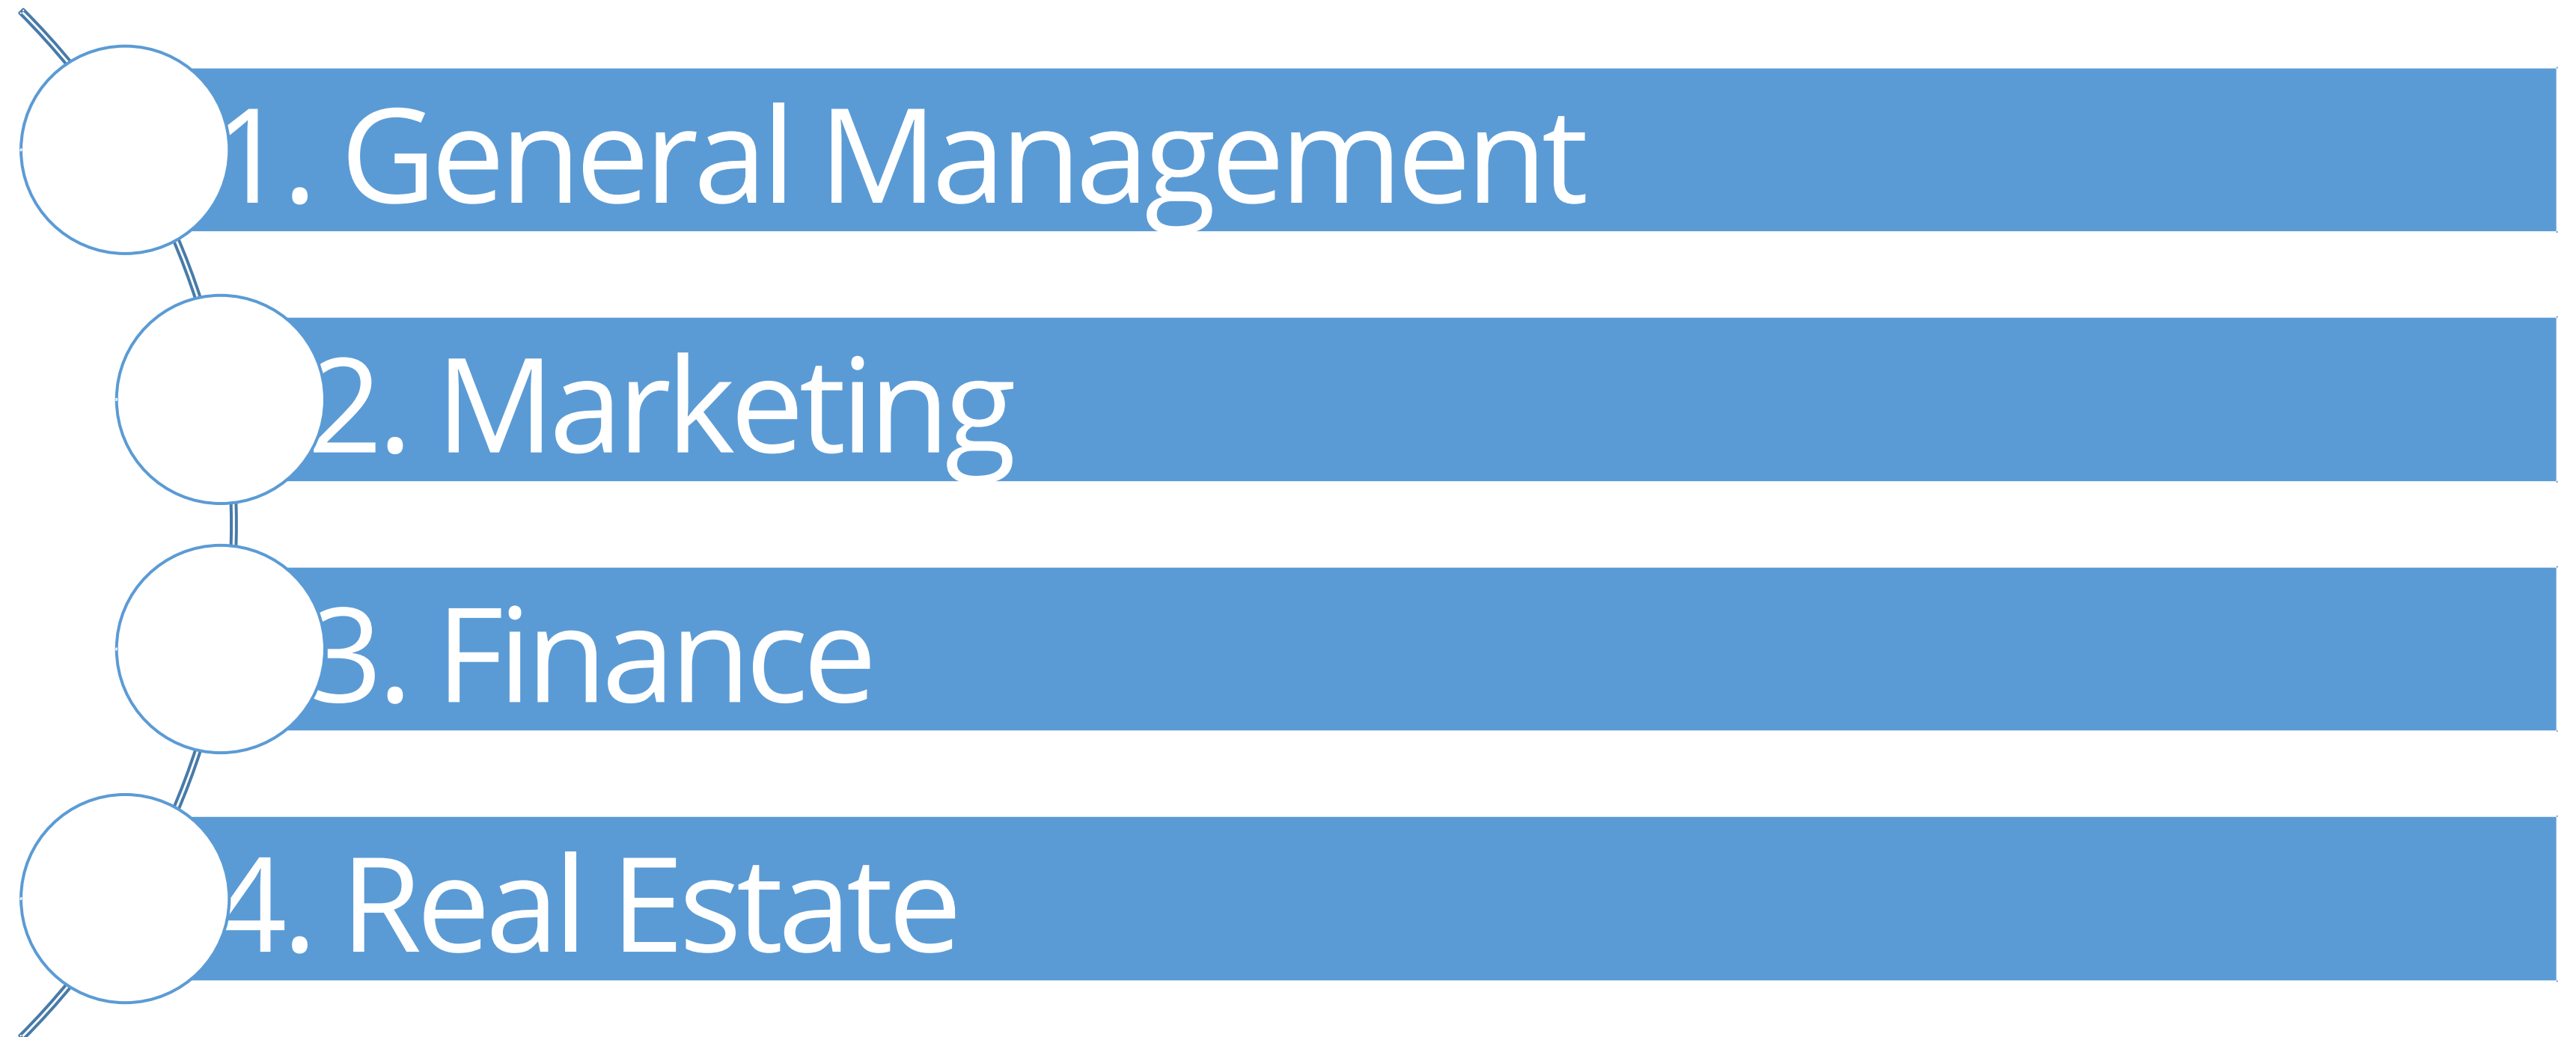 1. General Management
2. Marketing
3. Finance
4. Real Estate